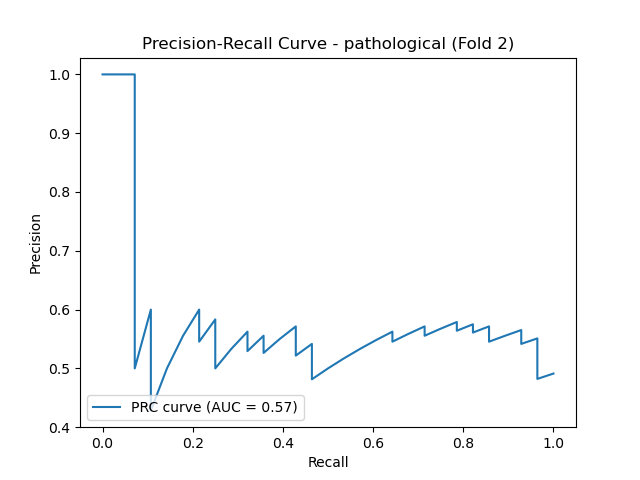 Precision-Recall Curve - pathological (Fold 2)
1.0
0.9
0.8
0.7
0.6
0.5
0.4
Precision
PRC curve (AUC = 0.57)
0.0 0.2 0.4 0.6 0.8 1.0
Recall